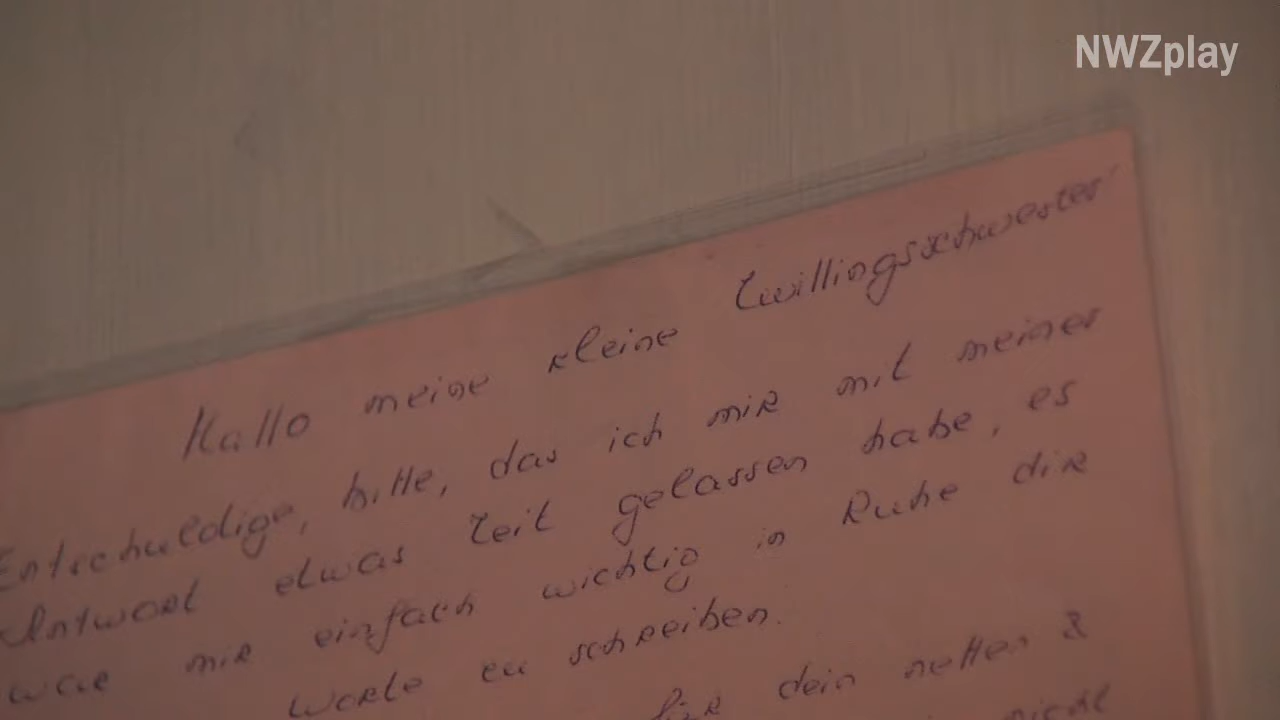 NWZplay
Hallo meine kleine Zwillingsschwester
Entschuldige, bitte, das ich mir mit meiner
Antwort etwas Zeit gelassen habe, es
war mir einfach wichtig in Ruhe dir
Worte zu schreiben.
für dein netten &
nicht